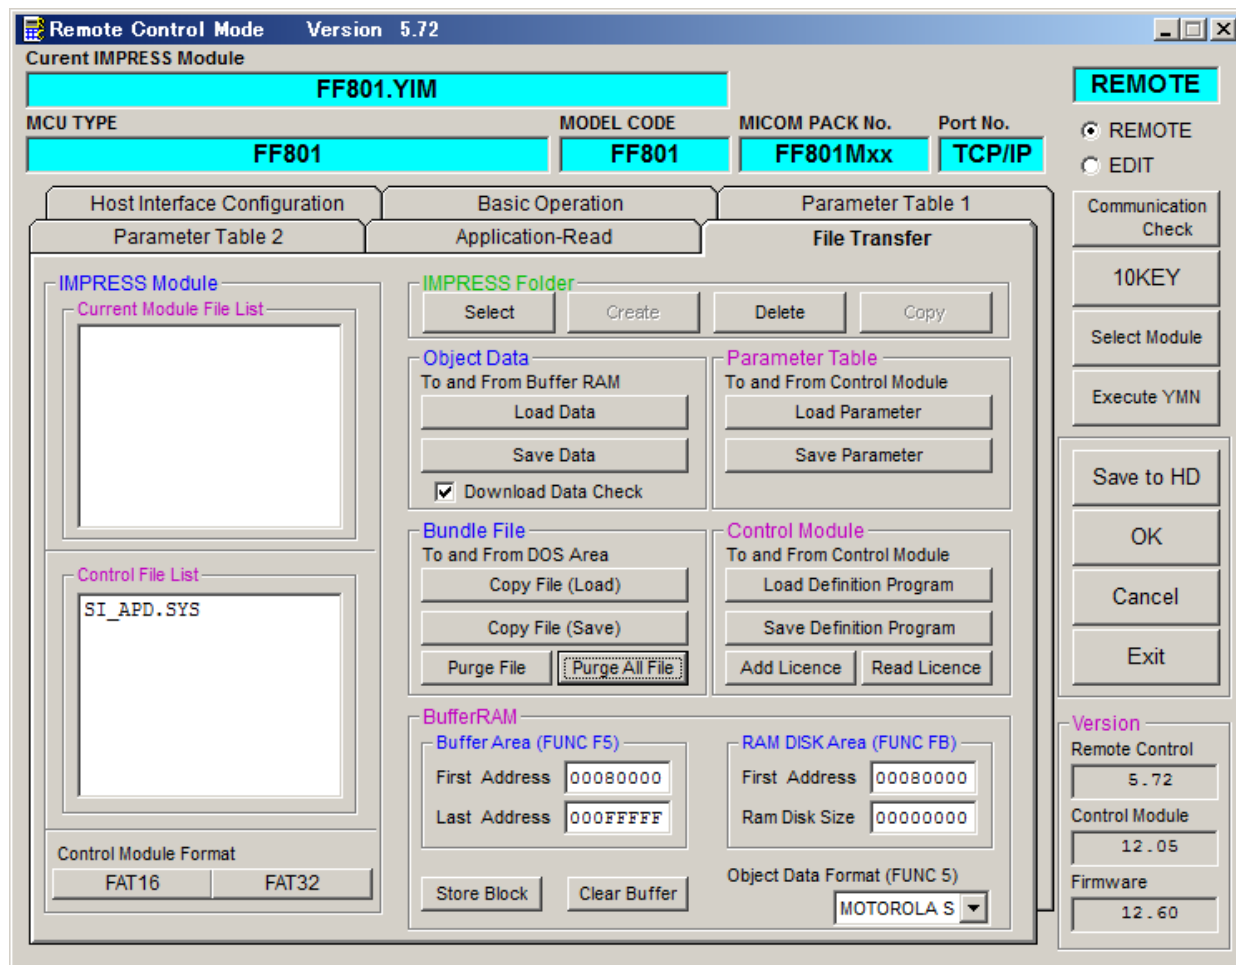 Remote Control Mode Version 5.72
Curent IMPRESS Module
FF801.YIM
REMOTE
MCU TYPE
MODEL CODE
MICOM PACK No.
Port No.
FF801
FF801
FF801Mxx
TCP/IP
REMOTE
EDIT
Host Interface Configuration
Basic Operation
Parameter Table 1
Parameter Table 2
Application-Read
File Transfer
Communication
Check
10KEY
Select Module
Execute YMN
Save to HD
OK
Cancel
Exit
IMPRESS Module
Current Module File List
Control File List
SI_APD.SYS
Control Module Format
FAT16
FAT32
IMPRESS Folder
Select
Create
Delete
Copy
Object Data
To and From Buffer RAM
Load Data
Save Data
Download Data Check
Parameter Table
To and From Control Module
Load Parameter
Save Parameter
Bundle File
To and From DOS Area
Copy File (Load)
Copy File (Save)
Purge File
Purge All File
Control Module
To and From Control Module
Load Definition Program
Save Definition Program
Add Licence
Read Licence
BufferRAM
Buffer Area (FUNC F5)
First Address 00080000
Last Address 000FFFFF
RAM DISK Area (FUNC FB)
First Address 00080000
Ram Disk Size 00000000
Store Block
Clear Buffer
Object Data Format (FUNC 5)
MOTOROLA S
Version
Remote Control
5.72
Control Module
12.05
Firmware
12.60